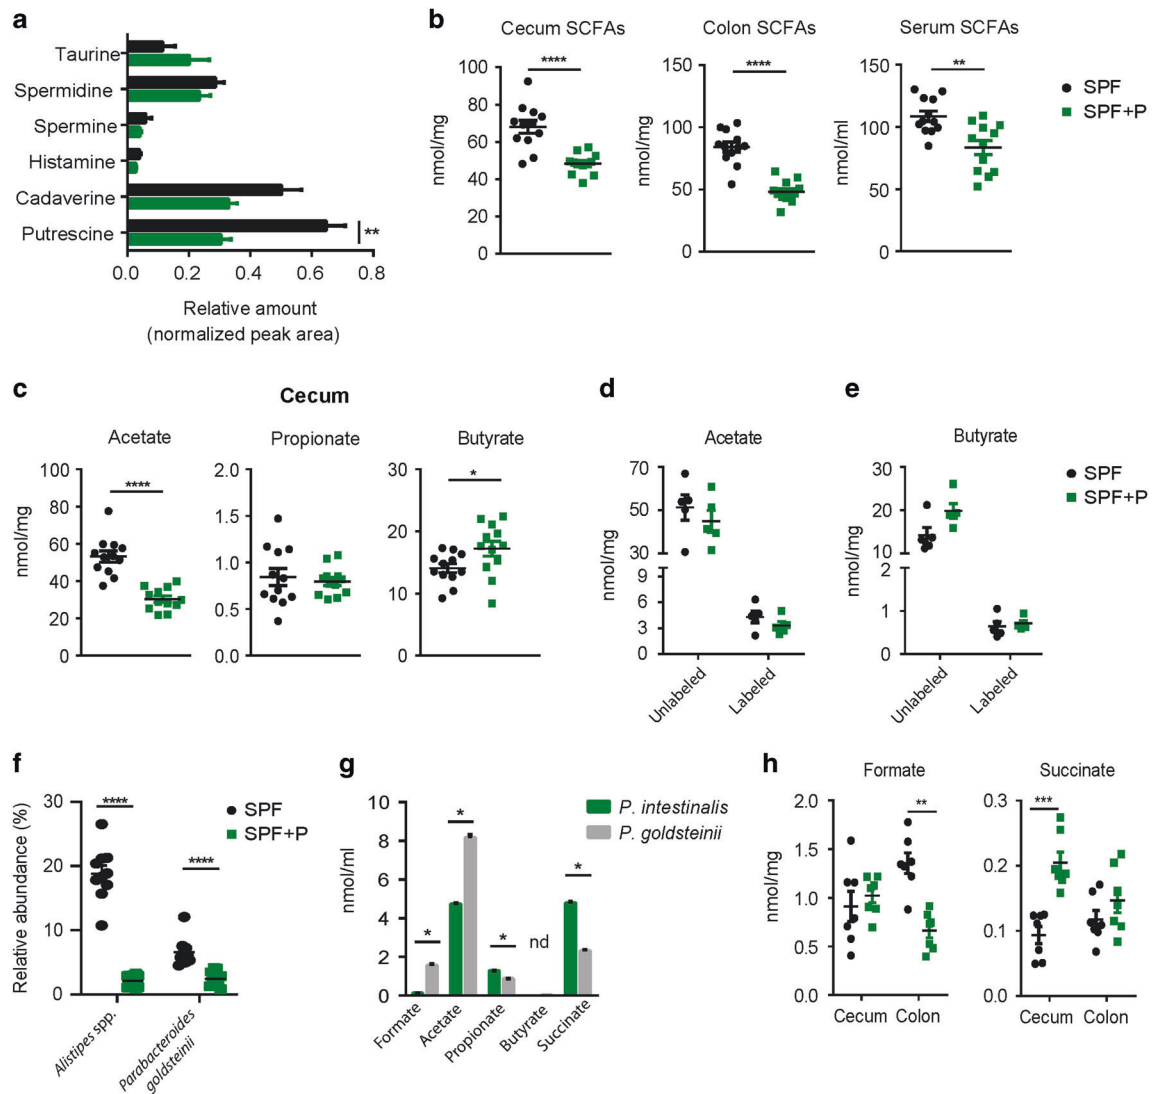 a
Taurine
Spermidine
Spermine
Histamine
Cadaverine
Putrescine
**
0.0 0.2 0.4 0.6 0.8
Relative amount
(normalized peak area)
b
Cecum SCFAs
nmol/mg
100
80
60
40
20
0
****
Colon SCFAs
nmol/mg
150
100
50
0
****
Serum SCFAs
nmol/ml
150
100
50
0
**
SPF
SPF+P
c
Cecum
Acetate
nmol/mg
100
80
60
40
20
0
****
Propionate
2.0
1.5
1.0
0.5
0.0
Butyrate
30
20
10
0
*
d
Acetate
nmol/mg
70
50
30
9
6
3
0
Unlabeled
Labeled
e
Butyrate
nmol/mg
30
20
10
2
1
0
Unlabeled
Labeled
SPF
SPF+P
f
Relative abundance (%)
30
20
10
0
****
****
SPF
SPF+P
Alistipes spp.
Parabacteroides
goldsteinii
g
nmol/ml
10
8
6
4
2
0
*
*
*
nd
*
P. intestinalis
P. goldsteinii
Formate
Acetate
Propionate
Butyrate
Succinate
h
Formate
nmol/mg
2.0
1.5
1.0
0.5
0.0
**
Cecum Colon
Succinate
0.3
0.2
0.1
0.0
***
Cecum Colon
SPF
SPF+P